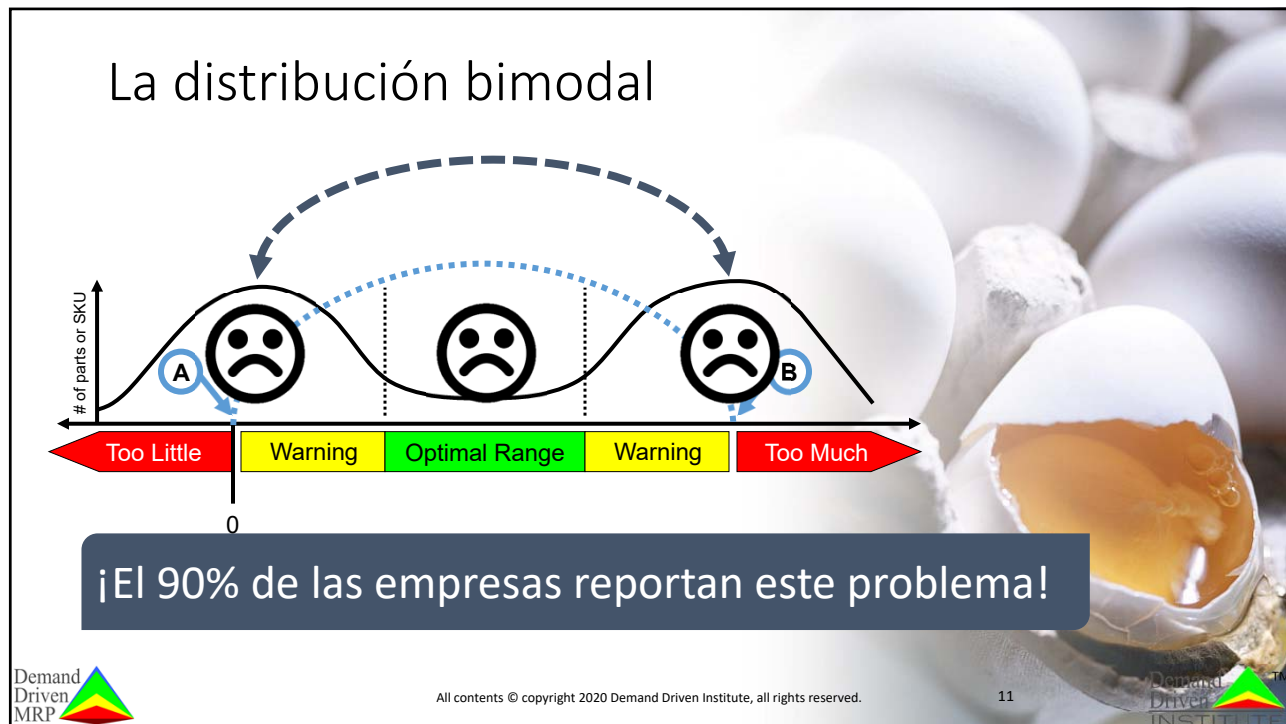 La distribución bimodal
# of parts or SKU
A
B
Too Little
Warning
Optimal Range
Warning
Too Much
0
¡El 90% de las empresas reportan este problema!
Demand
Driven
MRP
All contents © copyright 2020 Demand Driven Institute, all rights reserved.
11
Demand
Driven
INSTITUTE
TM